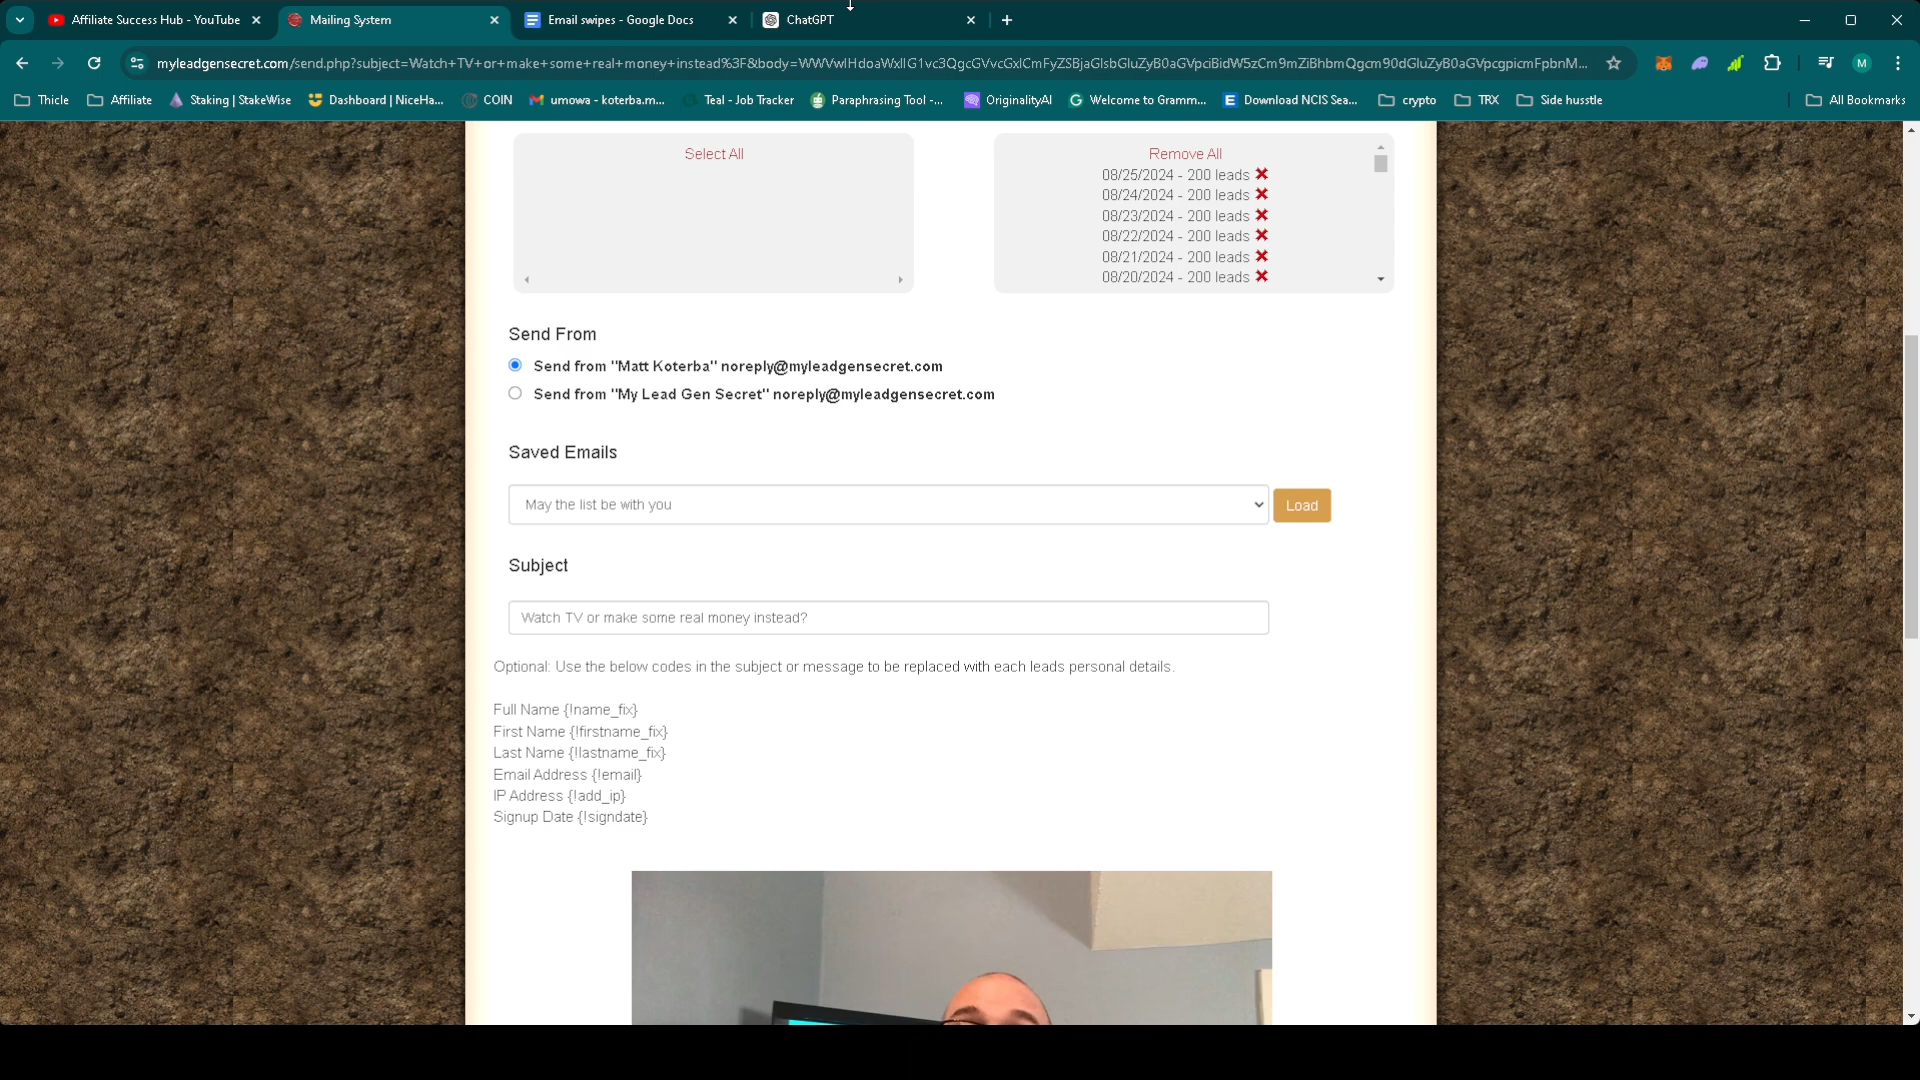 Affiliate Success Hub - YouTube
Mailing System
Email swipes - Google Docs
ChatGPT
myleadgensecret.com/send.php?subject=Watch+TV+or+make+some+real+money+instead%3F&body=
Thicle
Affiliate
Staking | StakeWise
Dashboard | NiceHa...
COIN
umowa - koterba.m...
Teal - Job Tracker
Paraphrasing Tool -...
OriginalityAI
Welcome to Gramm...
Download NCIS Sea...
crypto
TRX
Side husstle
All Bookmarks
Select All
Remove All
08/25/2024 - 200 leads
08/24/2024 - 200 leads
08/23/2024 - 200 leads
08/22/2024 - 200 leads
08/21/2024 - 200 leads
08/20/2024 - 200 leads
Send From
Send from "Matt Koterba" noreply@myleadgensecret.com
Send from "My Lead Gen Secret" noreply@myleadgensecret.com
Saved Emails
May the list be with you
Load
Subject
Watch TV or make some real money instead?
Optional: Use the below codes in the subject or message to be replaced with each leads personal details.
Full Name {!name_fix}
First Name {!firstname_fix}
Last Name {!lastname_fix}
Email Address {!email}
IP Address {!add_ip}
Signup Date {!signdate}